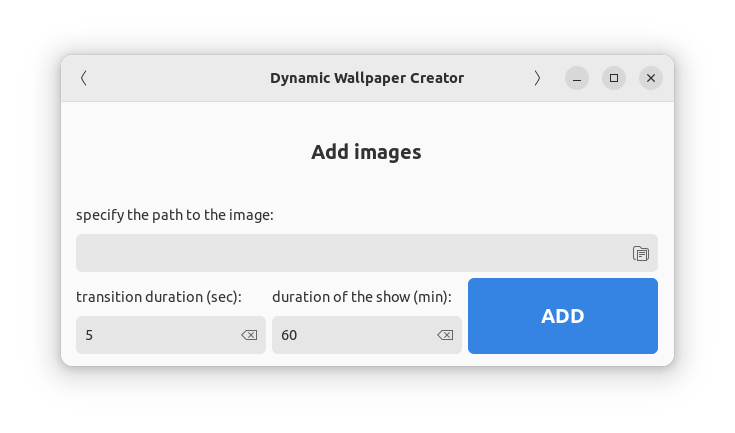 Dynamic Wallpaper Creator
Add images
specify the path to the image:
transition duration (sec):
duration of the show (min):
5
60
ADD